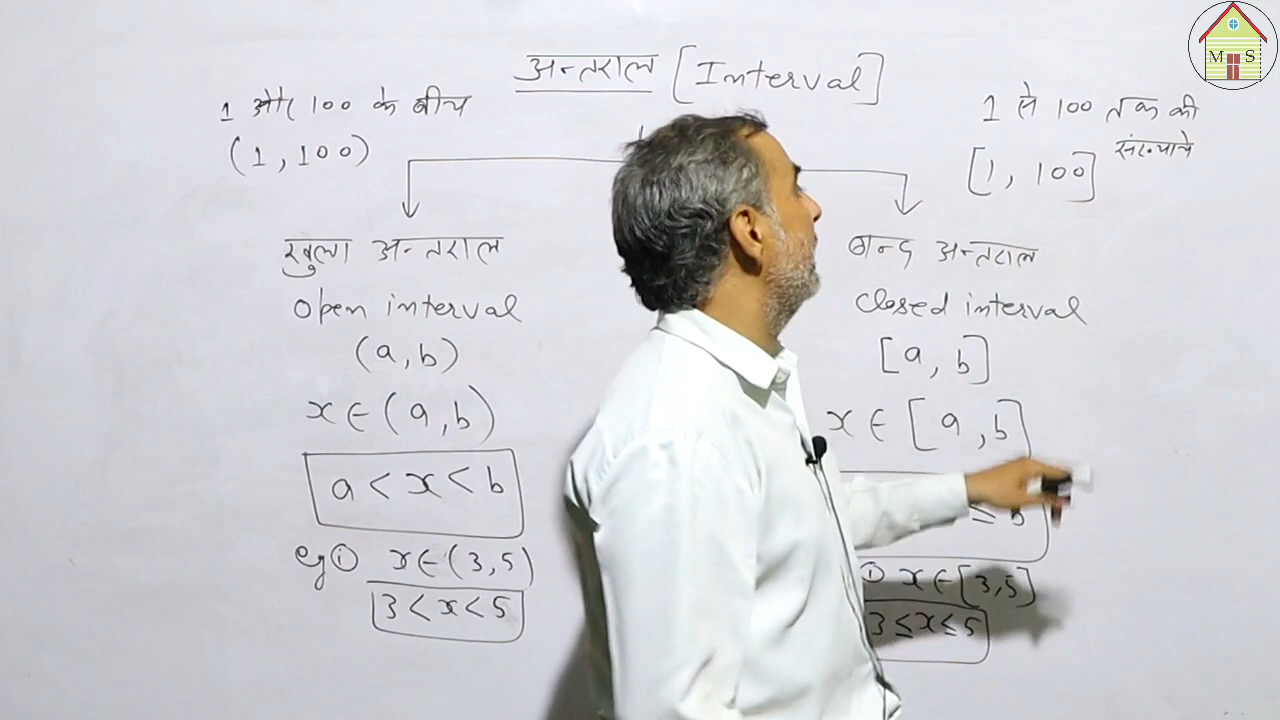 अन्तराल [Interval]
1 और 100 के बीच
(1, 100)
1 से 100 तक की
संख्याये
[1, 100]
खुला अन्तराल
Open interval
(a, b)
x ∈ (a, b)
a < x < b
eg ① x ∈ (3, 5)
3 < x < 5
बन्द अन्तराल
Closed interval
[a, b]
x ∈ [a, b]
≤ b
① x ∈ [3, 5]
3 ≤ x ≤ 5
M S